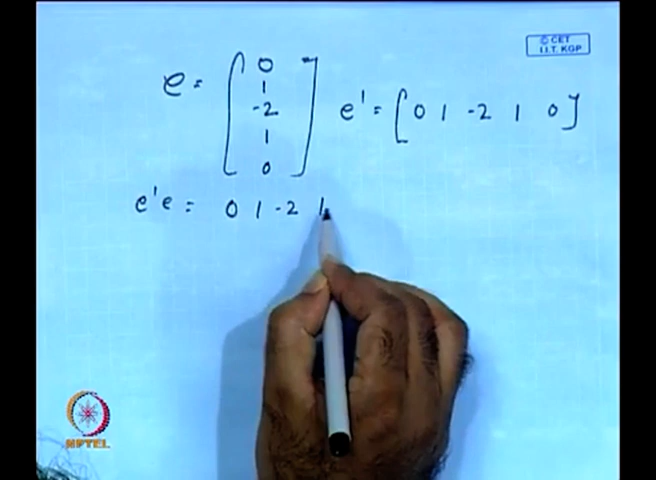 © CET
I.I.T. KGP
e = [0 1 -2 1 0] e' = [0 1 -2 1 0]
e'e = 0 1 -2 1
NPTEL